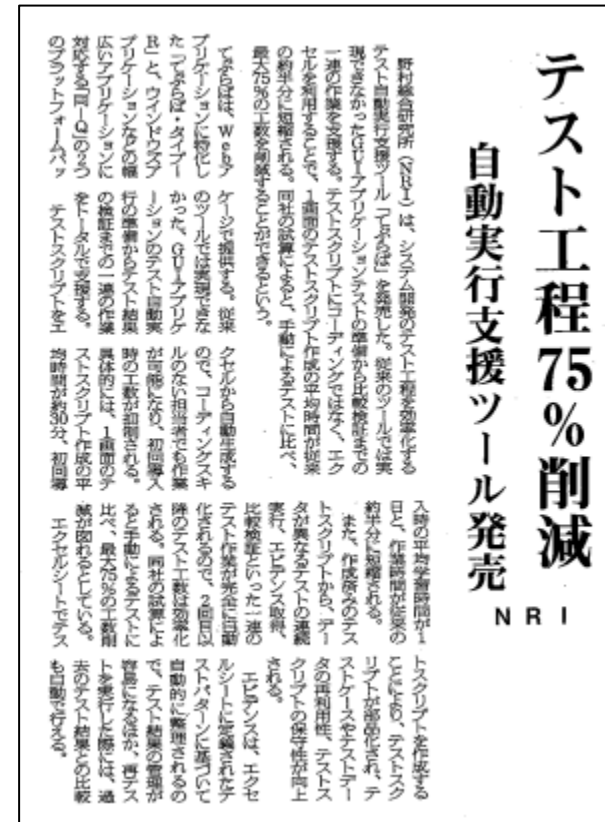 テスト工程75%削減
自動実行支援ツール発売
NRI
野村総合研究所(NRI)は、システム開発のテスト工程を効率化する
テスト自動実行支援ツール「てぷらぱ」を発売した。従来のツールでは実
現できなかったGUIアプリケーションテストの準備から比較検証までの
一連の作業を支援する。テストスクリプトにコーディングではなく、エク
セルを利用することで、1画面のテストスクリプト作成の平均時間が従来
の約半分に短縮される。同社の試算によると、手動によるテストに比べ、
最大75%の工数を削減することができるという。
てぷらぱは、Webア
プリケーションに特化し
た「てぷらぱ・タイプー
R」と、ウインドウズア
プリケーションなどの幅
広いアプリケーションに
対応する「同ーQ」の2つ
のプラットフォームパッ
ケージで提供する。従来
のツールでは実現できな
かった、GUIアプリケ
ーションのテスト自動実
行の準備からテスト結果
の検証までの一連の作業
をトータルで支援する。
テストスクリプトをエ
クセルから自動生成する
ので、コーディングスキ
ルのない担当者でも作業
が可能になり、初回導入
時の工数が抑制される。
具体的には、1画面のテ
ストスクリプト作成の平
均時間が約30分、初回導
入時の平均学習時間が1
日と、作業時間が従来の
約半分に短縮される。
また、作成済みのテス
トスクリプトから、デー
タが異なるテストの連続
実行、エビデンス取得、
比較検証といった一連の
テスト作業が完全に自動
化されるので、2回目以
降のテスト工数は効率化
される。同社の試算によ
ると手動によるテストに
比べ、最大75%の工数削
減が図れるとしている。
エクセルシートでテス
トスクリプトを作成する
ことにより、テストスク
リプトが部品化され、テ
ストケースやテストデー
タの再利用性、テストス
クリプトの保守性が向上
される。
エビデンスは、エクセ
ルシートに定義されたテ
ストパターンに基づいて
自動的に整理されるの
で、テスト結果の管理が
容易になるほか、再テス
トを実行した際には、過
去のテスト結果との比較
も自動で行える。